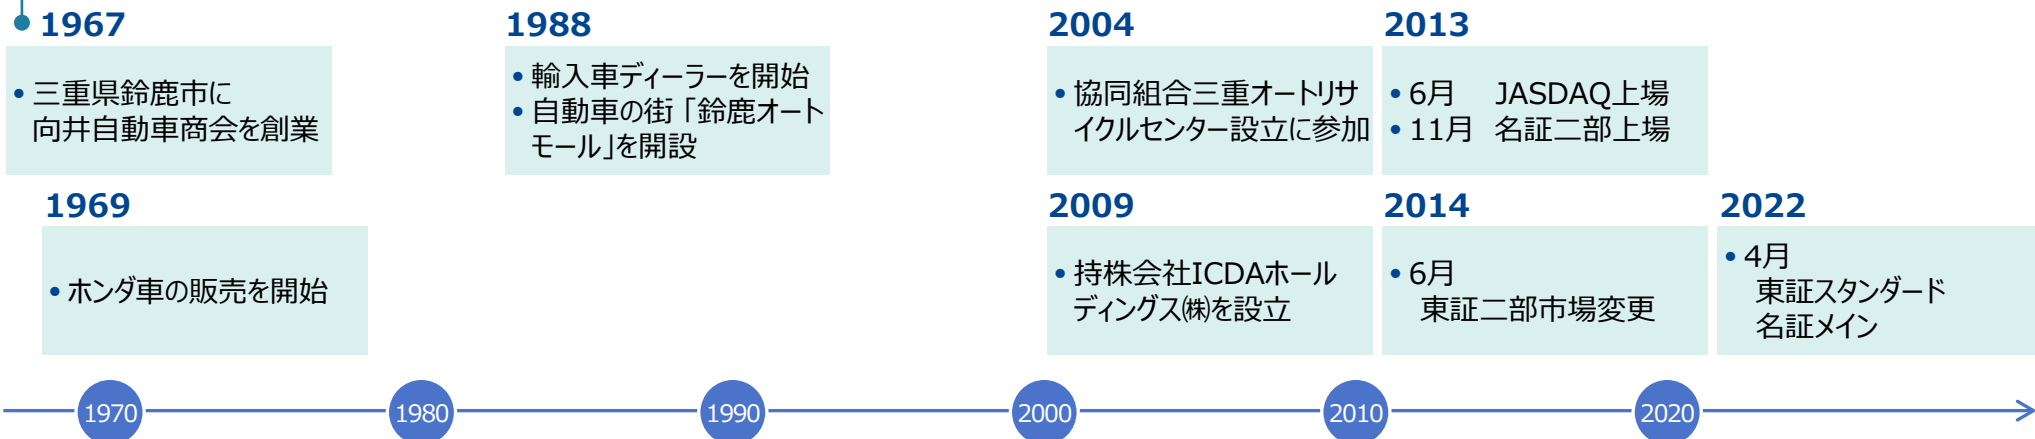 1967
• 三重県鈴鹿市に
向井自動車商会を創業
1969
• ホンダ車の販売を開始
1988
• 輸入車ディーラーを開始
• 自動車の街「鈴鹿オート
モール」を開設
2004
• 協同組合三重オートリサ
イクルセンター設立に参加
2009
• 持株会社ICDAホール
ディングス㈱を設立
2013
• 6月 JASDAQ上場
• 11月 名証二部上場
2014
• 6月
東証二部市場変更
2022
• 4月
東証スタンダード
名証メイン
1970
1980
1990
2000
2010
2020